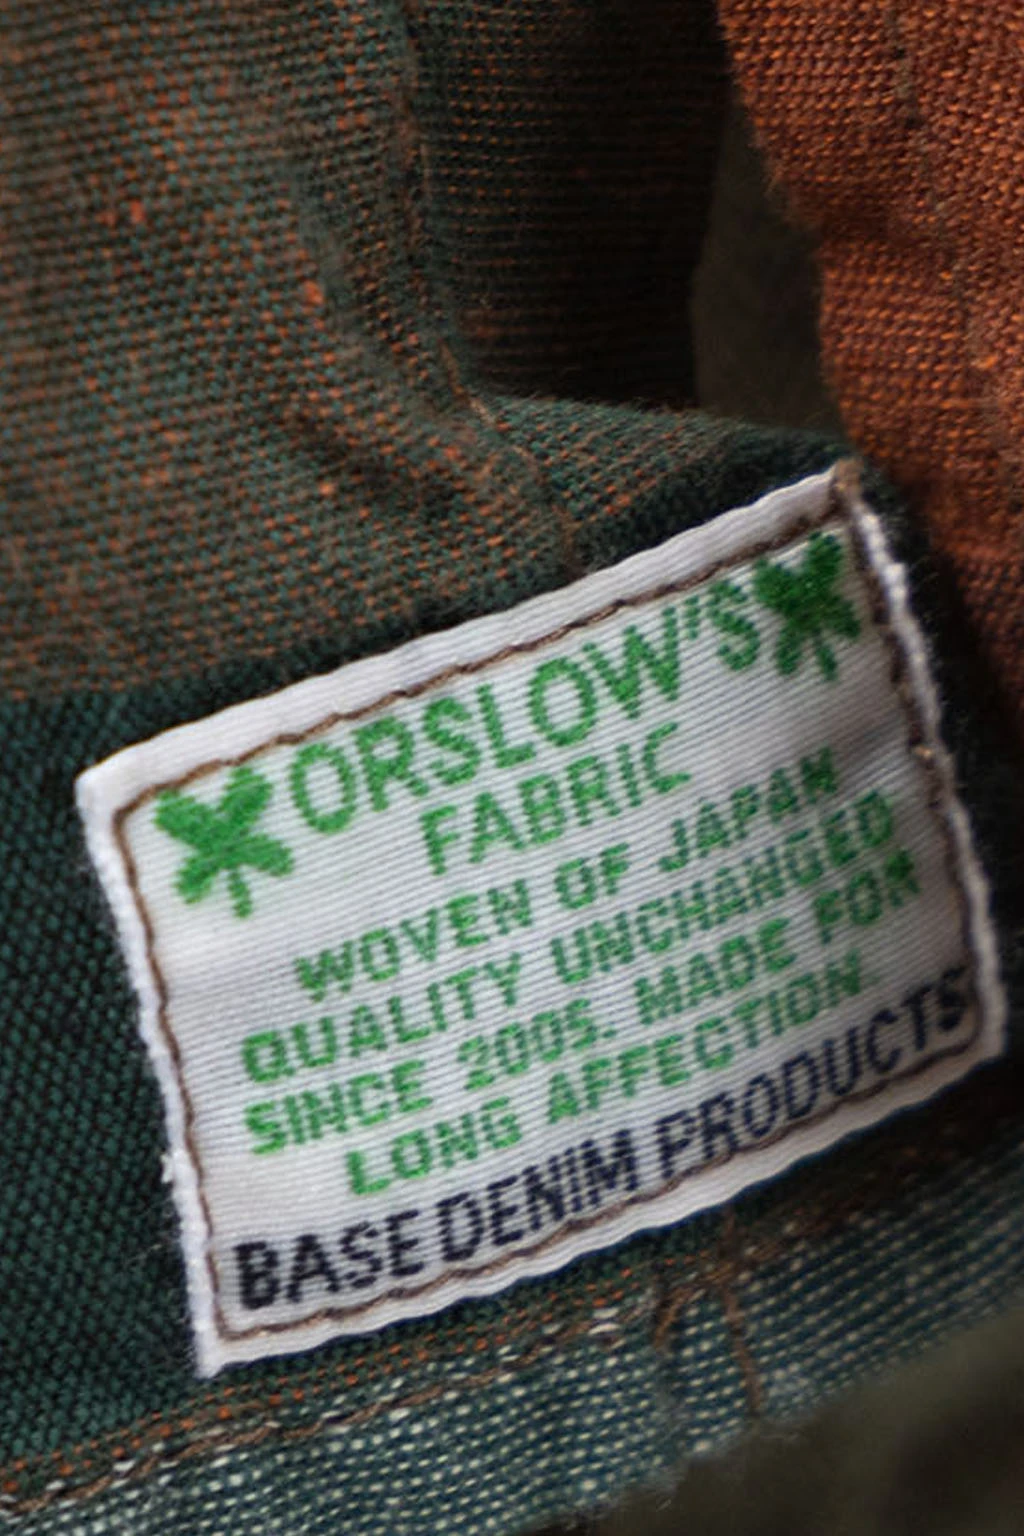 ORSLOW'S
FABRIC
WOVEN OF JAPAN
QUALITY UNCHANGED
SINCE 2005. MADE FOR
LONG AFFECTION.
BASE DENIM PRODUCTS